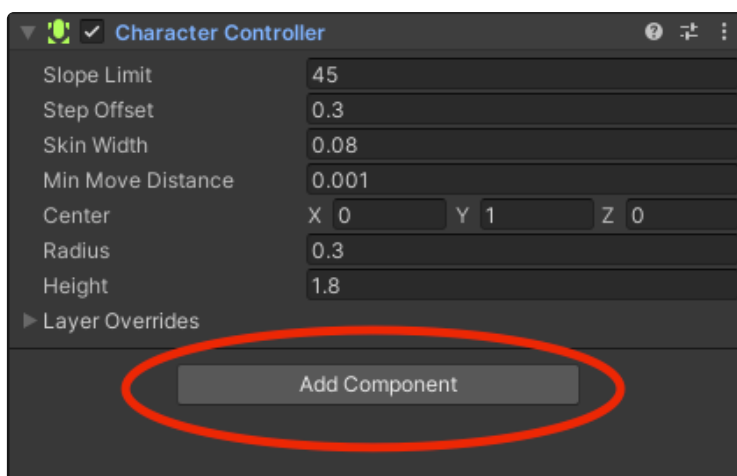 Character Controller
Slope Limit 45
Step Offset 0.3
Skin Width 0.08
Min Move Distance 0.001
Center X 0 Y 1 Z 0
Radius 0.3
Height 1.8
Layer Overrides
Add Component